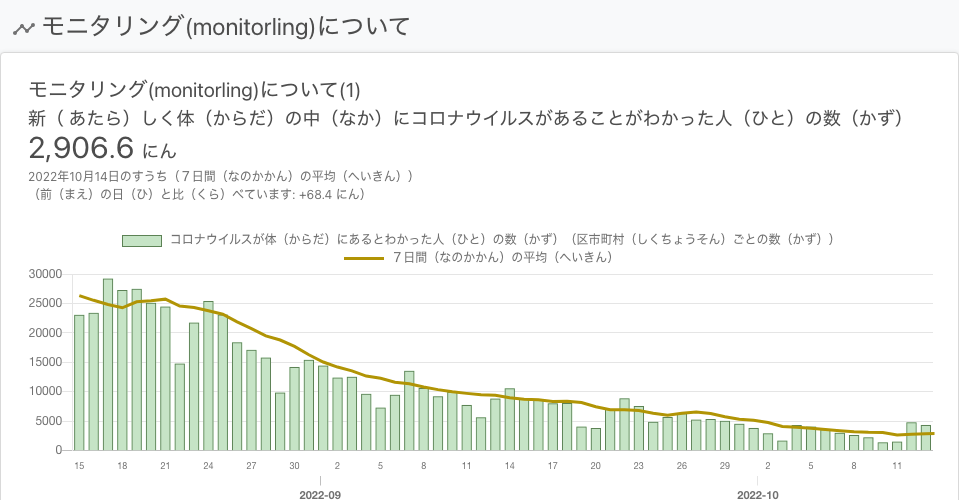 モニタリング(monitorling)について
モニタリング(monitorling)について(1)
新（ あたら）しく体（からだ）の中（なか）にコロナウイルスがあることがわかった人（ひと）の数（かず）
2,906.6 にん
2022年10月14日のすうち（７日間（なのかかん）の平均（へいきん））
（前（まえ）の日（ひ）と比（くら）べています: +68.4 にん）
コロナウイルスが体（からだ）にあるとわかった人（ひと）の数（かず）（区市町村（しくちょうそん）ごとの数（かず））
７日間（なのかかん）の平均（へいきん）
30000
25000
20000
15000
10000
5000
0
15 18 21 24 27 30 2 5 8 11 14 17 20 23 26 29 2 5 8 11
2022-09 2022-10